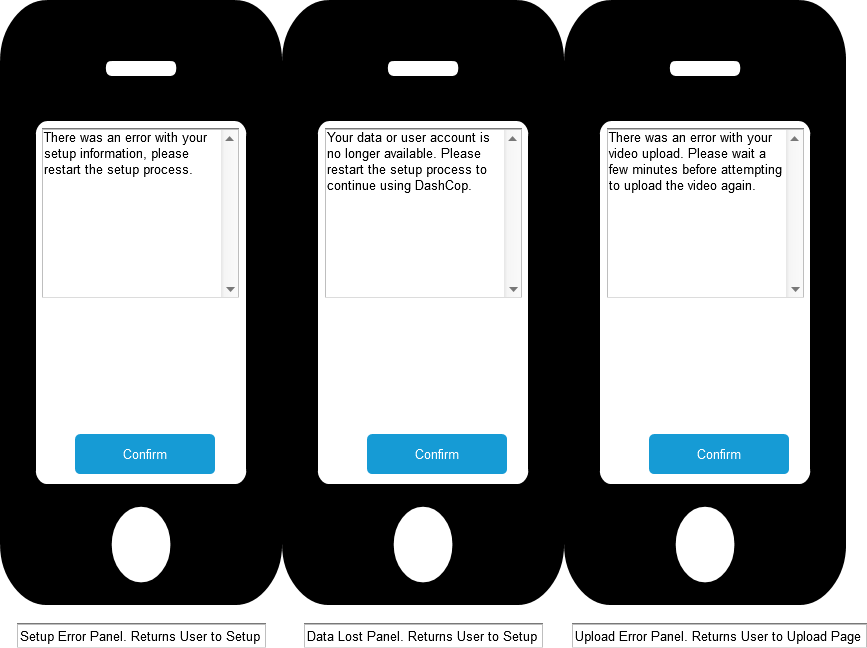 There was an error with your
setup information, please
restart the setup process.
Confirm
Setup Error Panel. Returns User to Setup
Your data or user account is
no longer available. Please
restart the setup process to
continue using DashCop.
Confirm
Data Lost Panel. Returns User to Setup
There was an error with your
video upload. Please wait a
few minutes before attempting
to upload the video again.
Confirm
Upload Error Panel. Returns User to Upload Page